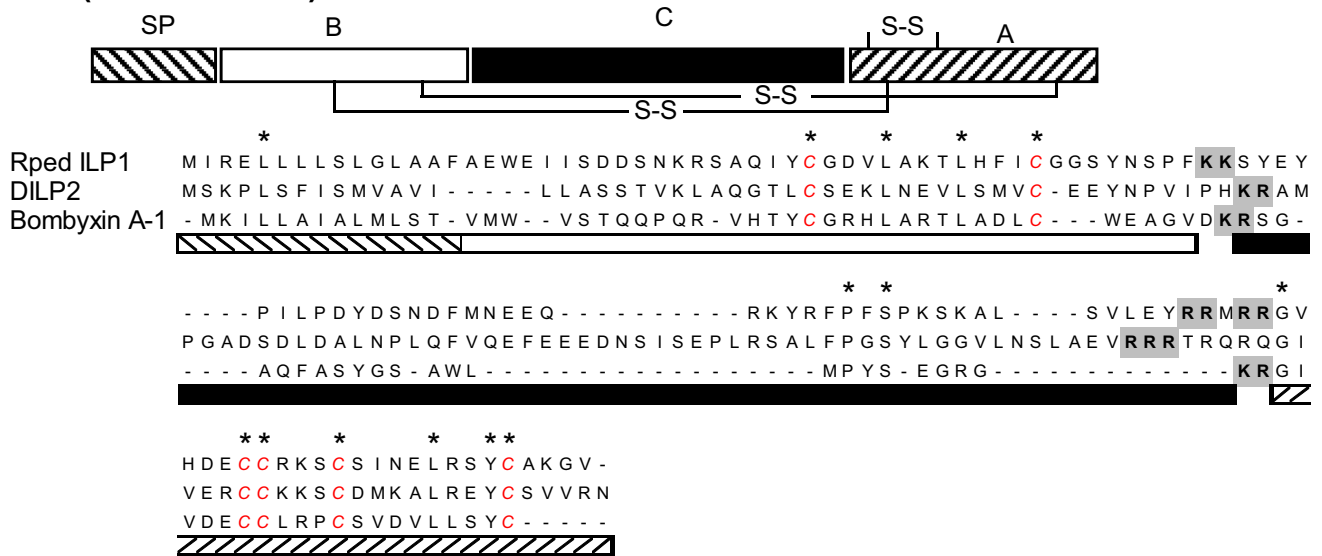 SP B C S-S A
S-S
S-S
* * * * *
Rped ILP1 M I R E L L L L S L G L A A F A E W E I I S D D S N K R S A Q I Y C G D V L A K T L H F I C G G S Y N S P F K K S Y E Y
DILP2 M S K P L S F I S M V A V I - - - - - L L A S S T V K L A Q G T L C S E K L N E V L S M V C - E E Y N P V I P H K R A M
Bombyxin A-1 - M K I L L A I A L M L S T - V M W - - V S T Q Q P Q R - V H T Y C G R H L A R T L A D L C - - - W E A G V D K R S G -
* * *
- - - - P I L P D Y D S N D F M N E E Q - - - - - - - - - - R K Y R F P F S P K S K A L - - - - S V L E Y R R M R R G V
P G A D S D L D A L N P L Q F V Q E F E E E D N S I S E P L R S A L F P G S Y L G G V L N S L A E V R R R T R Q R Q G I
- - - - A Q F A S Y G S - A W L - - - - - - - - - - - - - - - - - - M P Y S - E G R G - - - - - - - - - - - - - K R G I
* * * * * *
H D E C C R K S C S I N E L R S Y C A K G V -
V E R C C K K S C D M K A L R E Y C S V V R N
V D E C C L R P C S V D V L L S Y C - - - - -